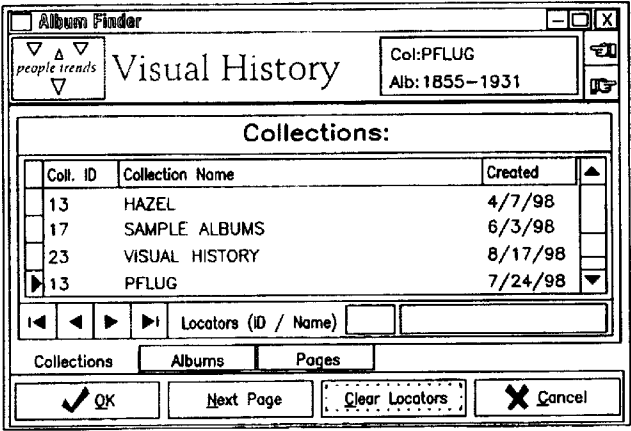 Album Finder
people trends
Visual History
Col:PFLUG
Alb:1855-1931
Collections:
Coll. ID Collection Name Created
13 HAZEL 4/7/98
17 SAMPLE ALBUMS 6/3/98
23 VISUAL HISTORY 8/17/98
13 PFLUG 7/24/98
Locators (ID / Name)
Collections Albums Pages
OK Next Page Clear Locators Cancel